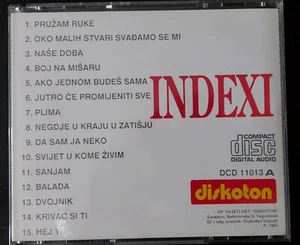 1 PRUŽAM RUKE
2 OKO MALIH STVARI SVAĐAMO SE MI
3 NAŠE DOBA
4 BOJ NA MIŠARU
5 AKO JEDNOM BUDEŠ SAMA
6 JUTRO ĆE PROMIJENITI SVE
7 PLIMA
8 NEGDJE U KRAJU U ZATIŠJU
9 DA SAM JA NEKO
10 SVIJET U KOME ŽIVIM
11 SANJAM
12 BALADA
13 DVOJNIK
14 KRIVAC SI TI
15 HEJ TI
INDEXI
COMPACT
disc
DIGITAL AUDIO
DCD 11013 A
diskoton